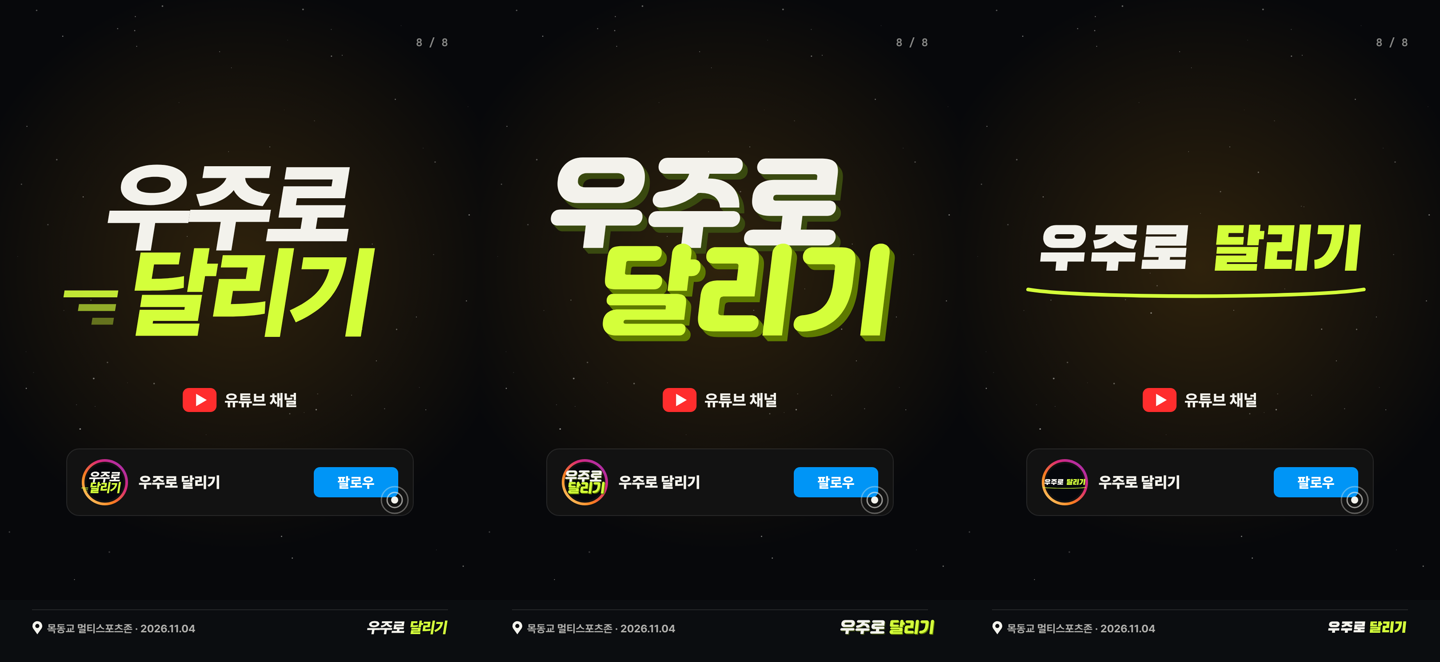 8 / 8
우주로
달리기
유튜브 채널
우주로
달리기
우주로 달리기
팔로우
목동교 멀티스포츠존 · 2026.11.04
우주로 달리기
8 / 8
우주로
달리기
유튜브 채널
우주로
달리기
우주로 달리기
팔로우
목동교 멀티스포츠존 · 2026.11.04
우주로 달리기
8 / 8
우주로 달리기
유튜브 채널
우주로 달리기
우주로 달리기
팔로우
목동교 멀티스포츠존 · 2026.11.04
우주로 달리기